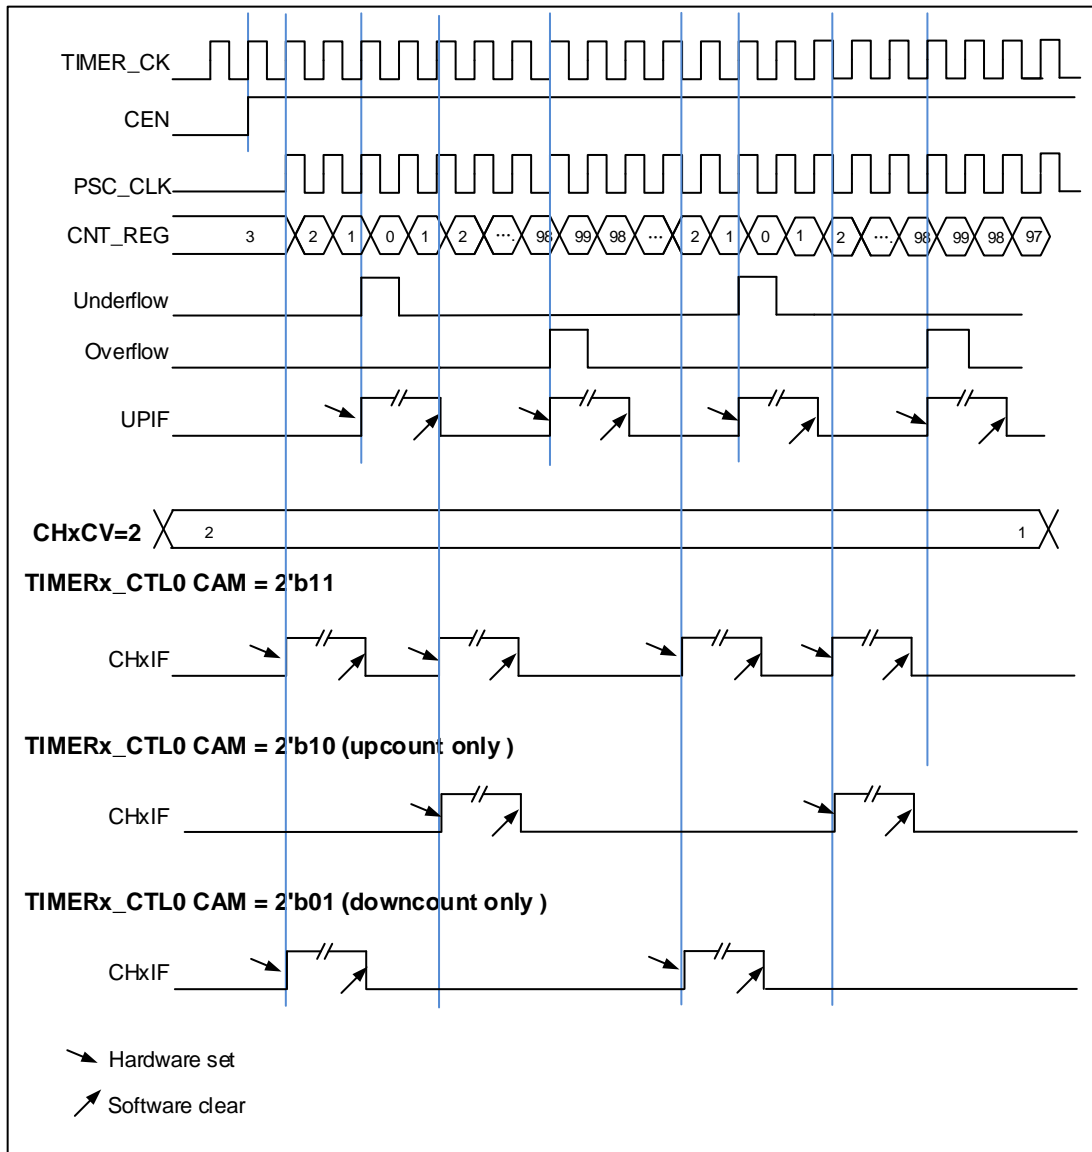 TIMER_CK
CEN
PSC_CLK
CNT_REG 3 2 1 0 1 2 .... 98 99 98 ... 2 1 0 1 2 .... 98 99 98 97
Underflow
Overflow
UPIF
CHxCV=2 2 1
TIMERx_CTL0 CAM = 2'b11
CHxIF
TIMERx_CTL0 CAM = 2'b10 (upcount only )
CHxIF
TIMERx_CTL0 CAM = 2'b01 (downcount only )
CHxIF
Hardware set
Software clear